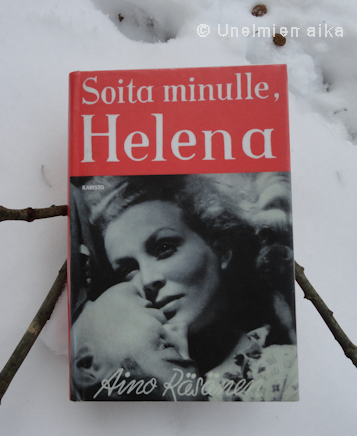 © Unelmien aika
Soita minulle,
Helena
KARISTO
Aino Räsänen